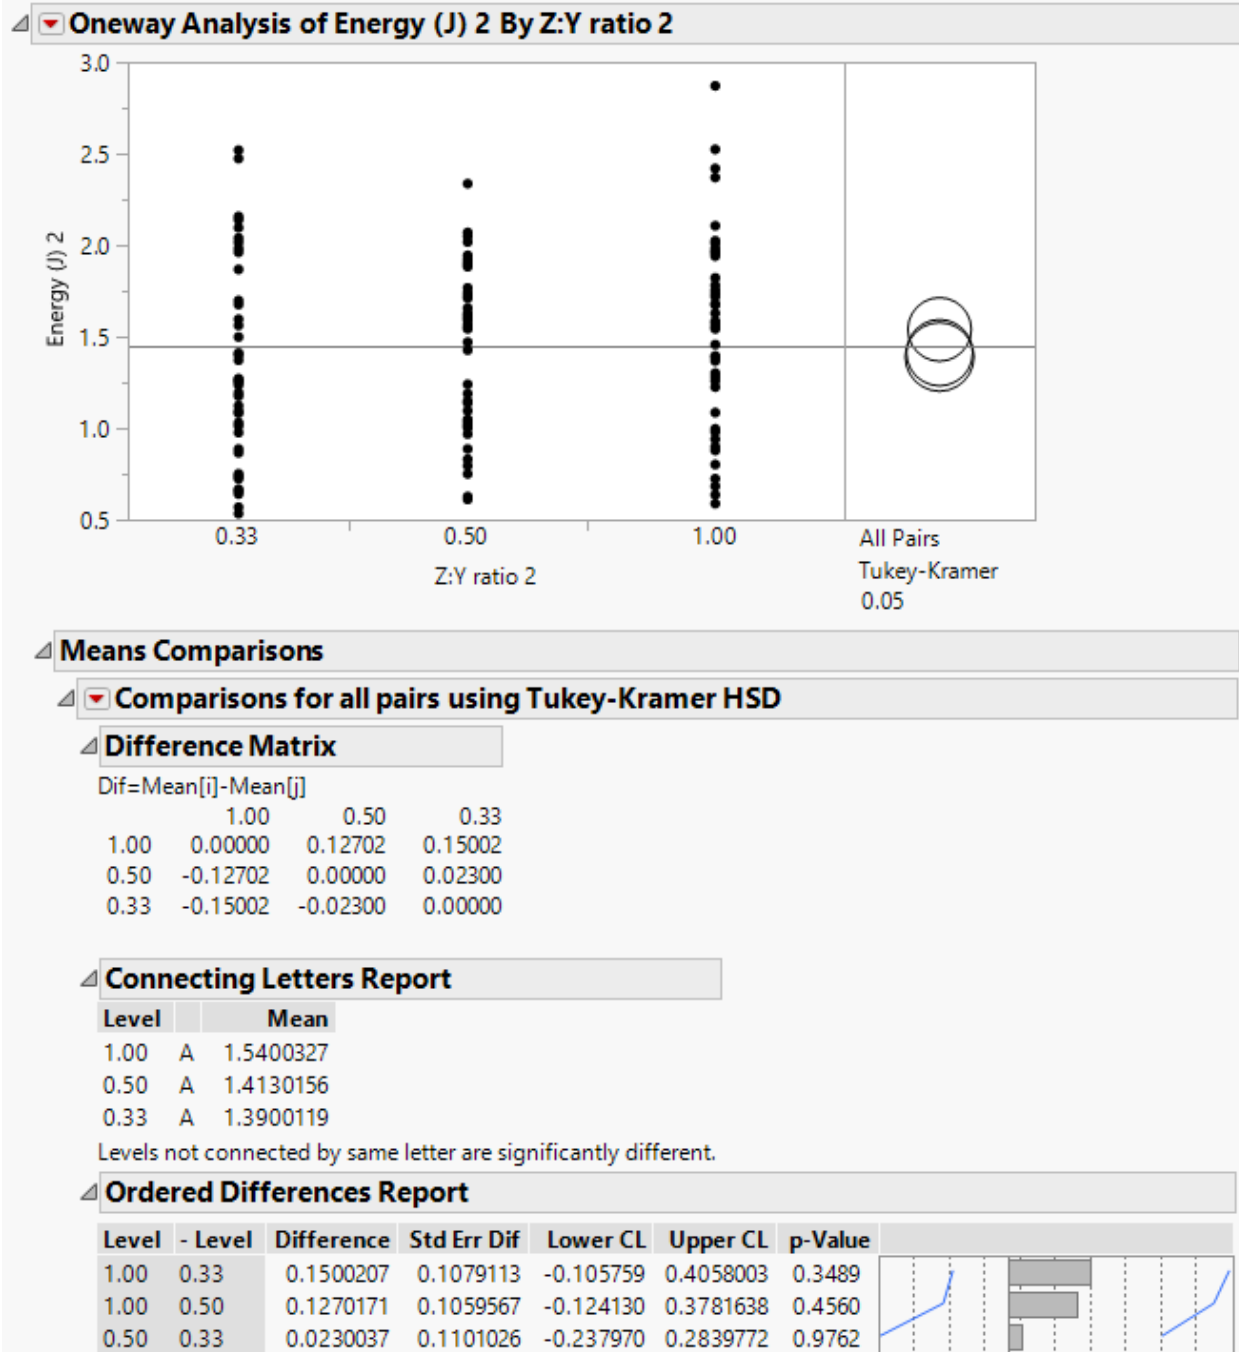 Oneway Analysis of Energy (J) 2 By Z:Y ratio 2
3.0
2.5
2.0
1.5
1.0
0.5
Energy (J) 2
0.33 0.50 1.00
Z:Y ratio 2
All Pairs
Tukey-Kramer
0.05
Means Comparisons
Comparisons for all pairs using Tukey-Kramer HSD
Difference Matrix
Dif=Mean[i]-Mean[j]
1.00 0.50 0.33
1.00 0.00000 0.12702 0.15002
0.50 -0.12702 0.00000 0.02300
0.33 -0.15002 -0.02300 0.00000
Connecting Letters Report
Level Mean
1.00 A 1.5400327
0.50 A 1.4130156
0.33 A 1.3900119
Levels not connected by same letter are significantly different.
Ordered Differences Report
Level - Level Difference Std Err Dif Lower CL Upper CL p-Value
1.00 0.33 0.1500207 0.1079113 -0.105759 0.4058003 0.3489
1.00 0.50 0.1270171 0.1059567 -0.124130 0.3781638 0.4560
0.50 0.33 0.0230037 0.1101026 -0.237970 0.2839772 0.9762